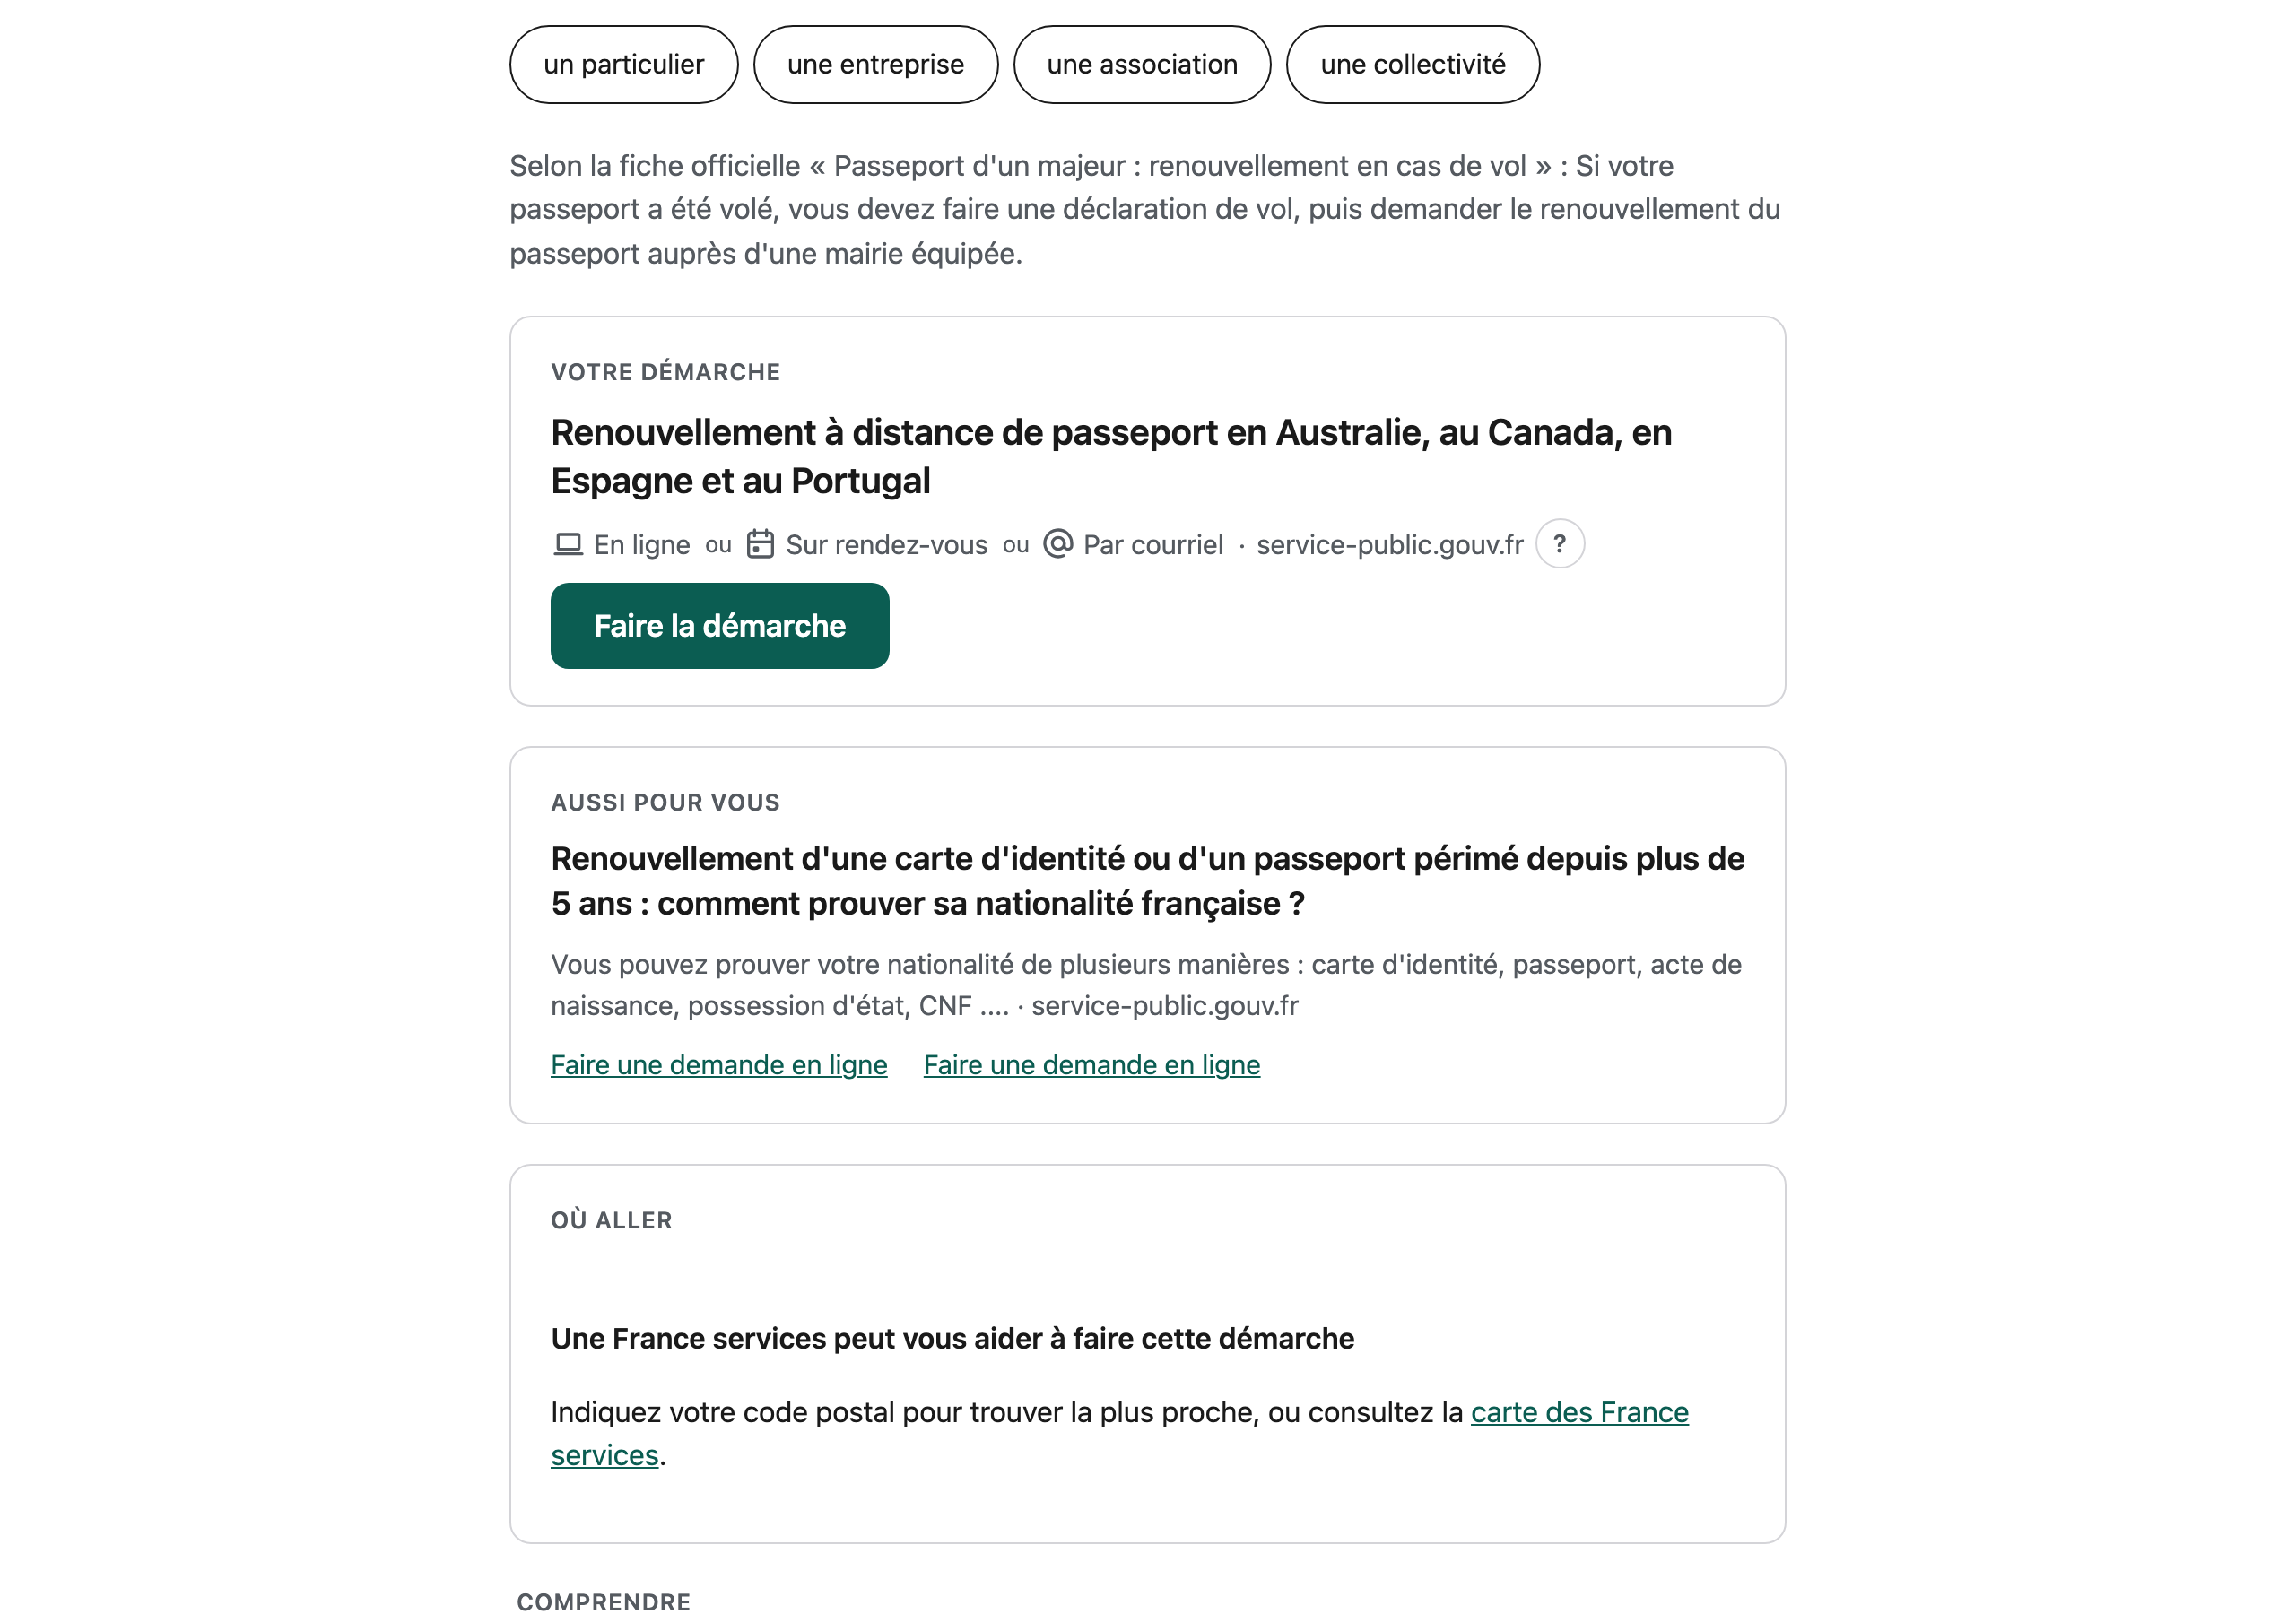 un particulier une entreprise une association une collectivité
Selon la fiche officielle « Passeport d'un majeur : renouvellement en cas de vol » : Si votre
passeport a été volé, vous devez faire une déclaration de vol, puis demander le renouvellement du
passeport auprès d'une mairie équipée.
VOTRE DÉMARCHE
Renouvellement à distance de passeport en Australie, au Canada, en
Espagne et au Portugal
En ligne ou Sur rendez-vous ou Par courriel · service-public.gouv.fr ?
Faire la démarche
AUSSI POUR VOUS
Renouvellement d'une carte d'identité ou d'un passeport périmé depuis plus de
5 ans : comment prouver sa nationalité française ?
Vous pouvez prouver votre nationalité de plusieurs manières : carte d'identité, passeport, acte de
naissance, possession d'état, CNF .... · service-public.gouv.fr
Faire une demande en ligne Faire une demande en ligne
OÙ ALLER
Une France services peut vous aider à faire cette démarche
Indiquez votre code postal pour trouver la plus proche, ou consultez la carte des France
services.
COMPRENDRE